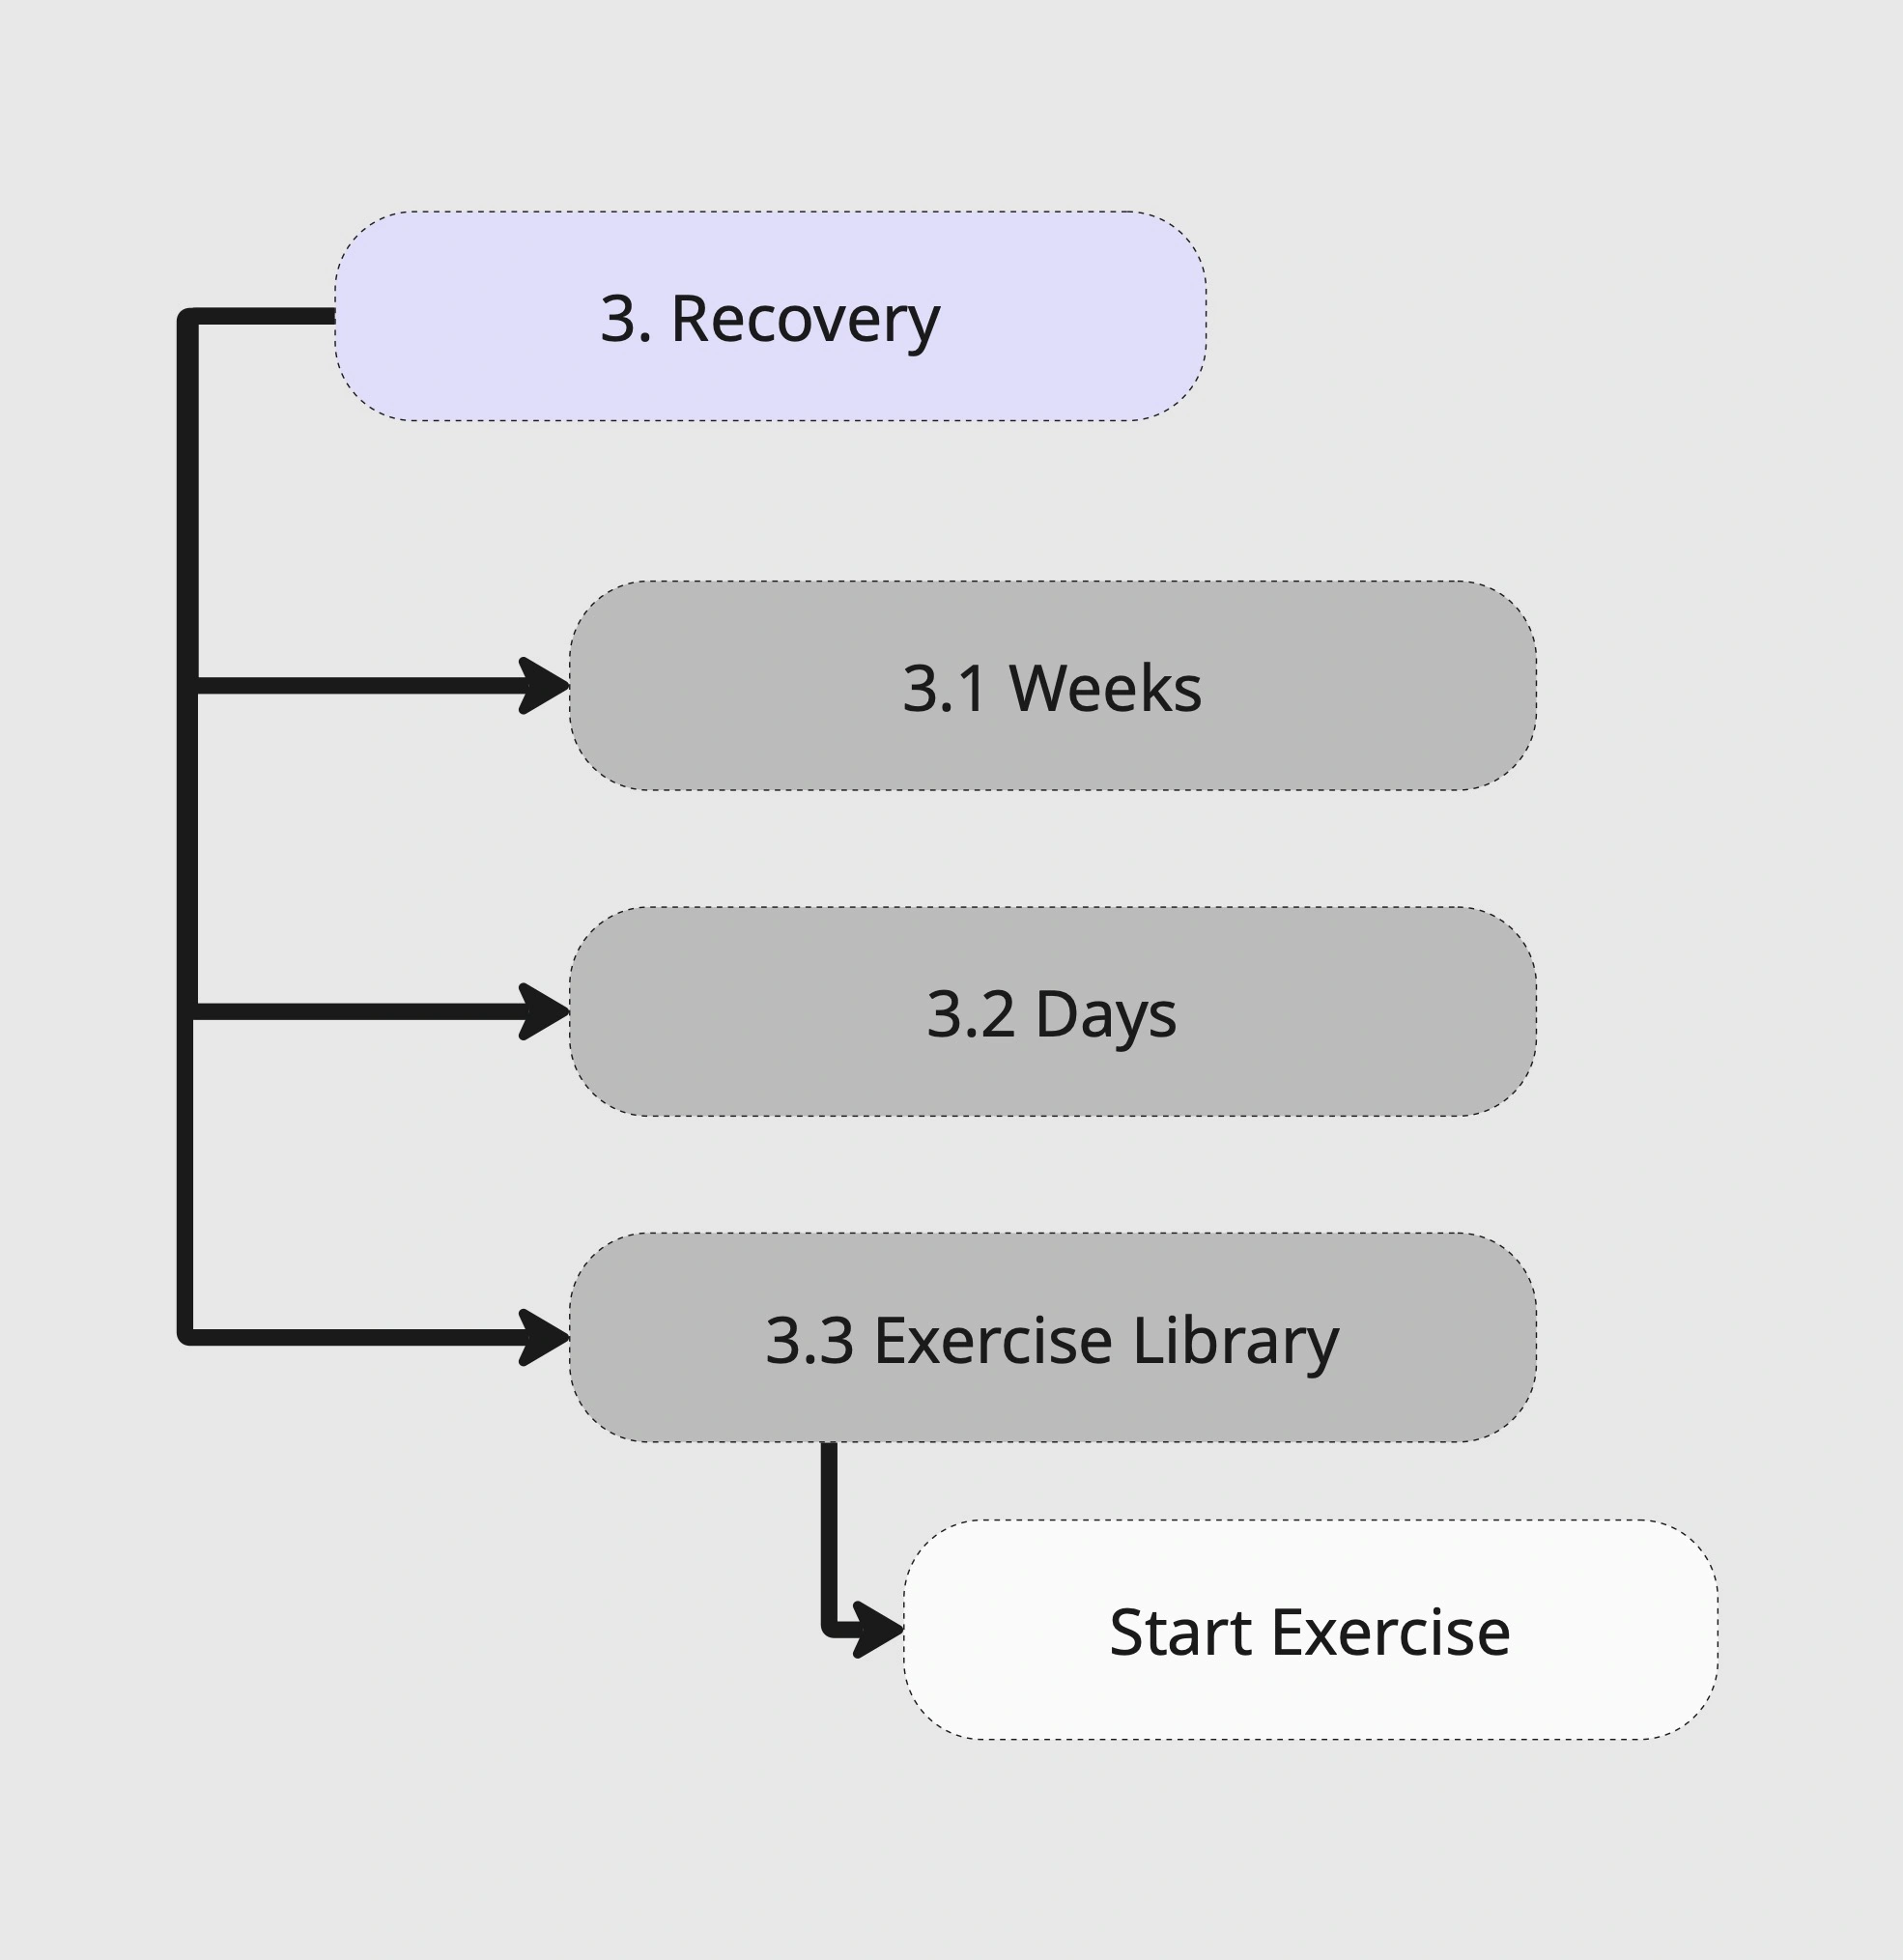 3. Recovery
3.1 Weeks
3.2 Days
3.3 Exercise Library
Start Exercise